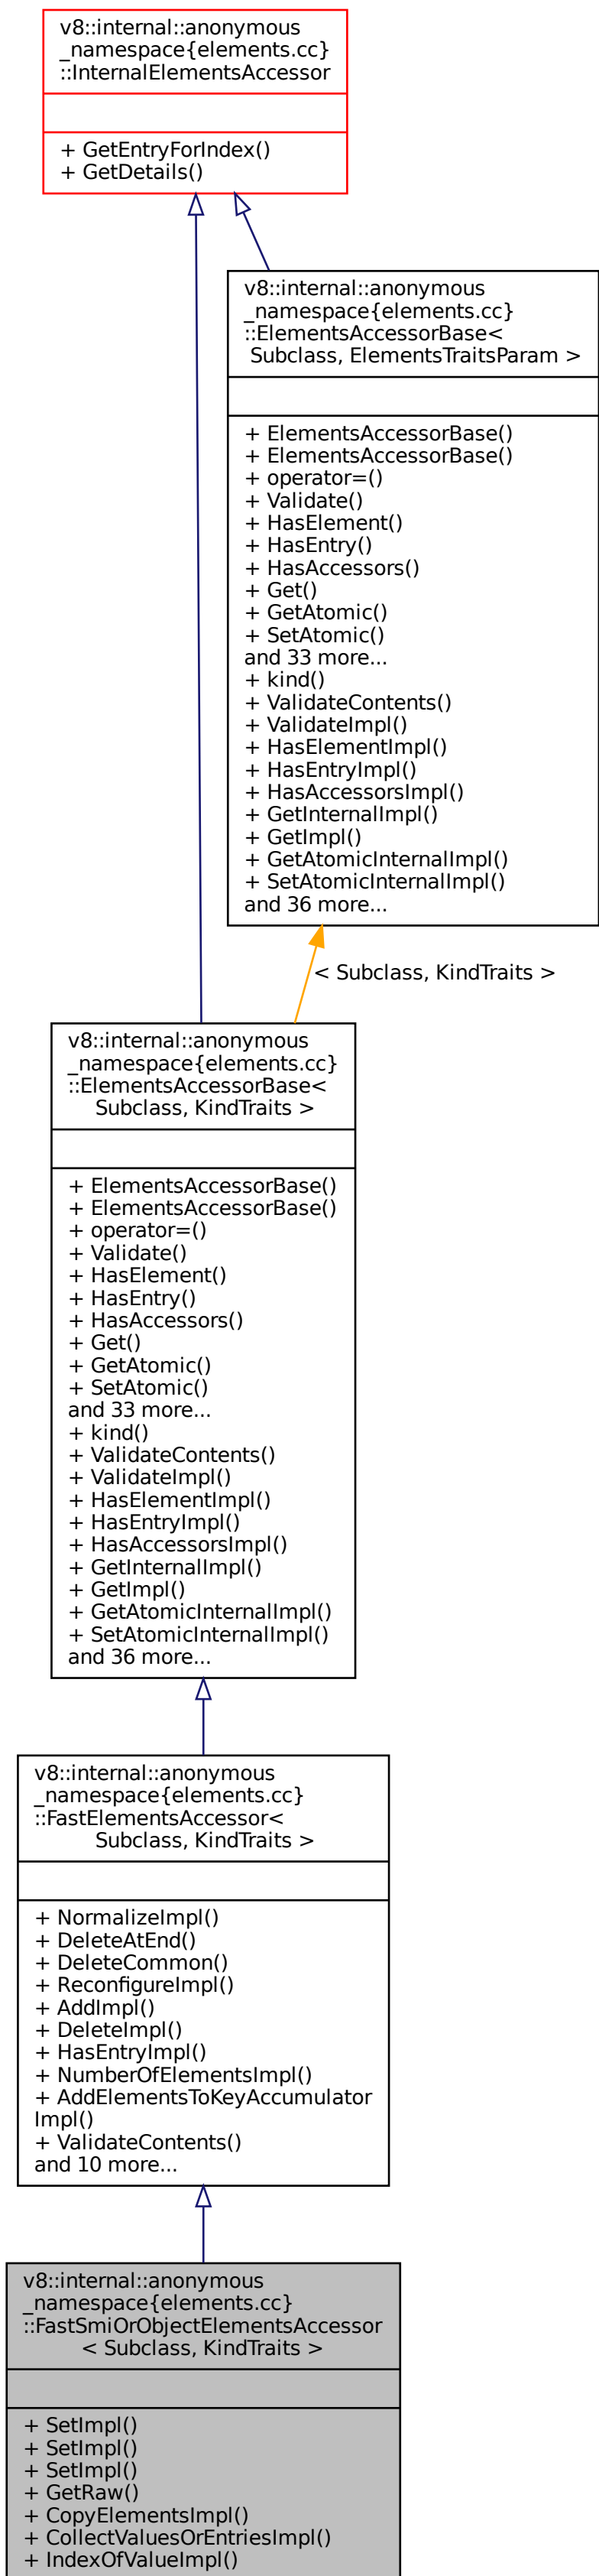 v8::internal::anonymous
_namespace{elements.cc}
::InternalElementsAccessor
+ GetEntryForIndex()
+ GetDetails()
v8::internal::anonymous
_namespace{elements.cc}
::ElementsAccessorBase<
Subclass, ElementsTraitsParam >
+ ElementsAccessorBase()
+ ElementsAccessorBase()
+ operator=()
+ Validate()
+ HasElement()
+ HasEntry()
+ HasAccessors()
+ Get()
+ GetAtomic()
+ SetAtomic()
and 33 more...
+ kind()
+ ValidateContents()
+ ValidateImpl()
+ HasElementImpl()
+ HasEntryImpl()
+ HasAccessorsImpl()
+ GetInternalImpl()
+ GetImpl()
+ GetAtomicInternalImpl()
+ SetAtomicInternalImpl()
and 36 more...
< Subclass, KindTraits >
v8::internal::anonymous
_namespace{elements.cc}
::ElementsAccessorBase<
Subclass, KindTraits >
+ ElementsAccessorBase()
+ ElementsAccessorBase()
+ operator=()
+ Validate()
+ HasElement()
+ HasEntry()
+ HasAccessors()
+ Get()
+ GetAtomic()
+ SetAtomic()
and 33 more...
+ kind()
+ ValidateContents()
+ ValidateImpl()
+ HasElementImpl()
+ HasEntryImpl()
+ HasAccessorsImpl()
+ GetInternalImpl()
+ GetImpl()
+ GetAtomicInternalImpl()
+ SetAtomicInternalImpl()
and 36 more...
v8::internal::anonymous
_namespace{elements.cc}
::FastElementsAccessor<
Subclass, KindTraits >
+ NormalizeImpl()
+ DeleteAtEnd()
+ DeleteCommon()
+ ReconfigureImpl()
+ AddImpl()
+ DeleteImpl()
+ HasEntryImpl()
+ NumberOfElementsImpl()
+ AddElementsToKeyAccumulator
Impl()
+ ValidateContents()
and 10 more...
v8::internal::anonymous
_namespace{elements.cc}
::FastSmiOrObjectElementsAccessor
< Subclass, KindTraits >
+ SetImpl()
+ SetImpl()
+ SetImpl()
+ GetRaw()
+ CopyElementsImpl()
+ CollectValuesOrEntriesImpl()
+ IndexOfValueImpl()